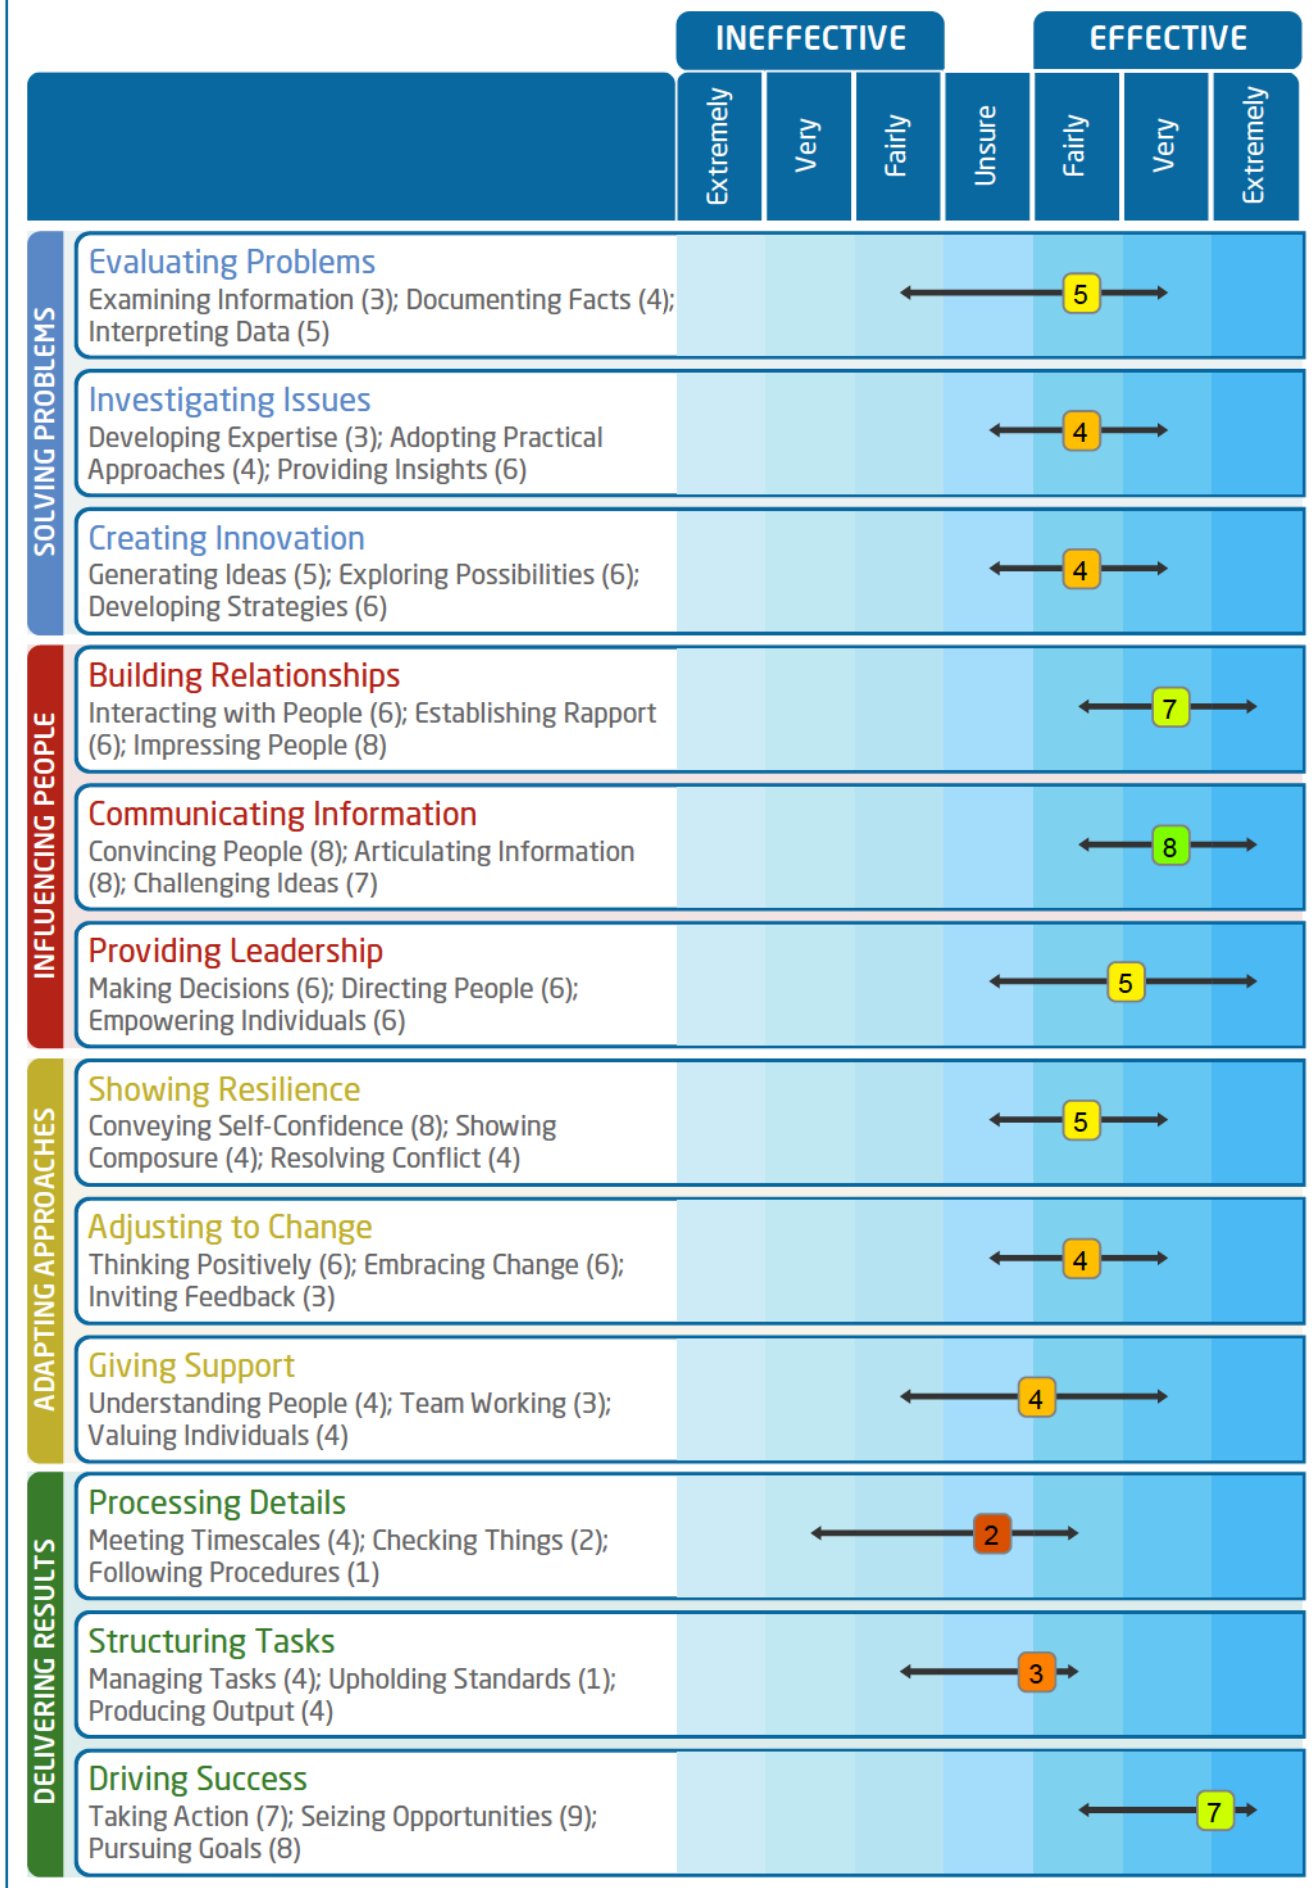 INEFFECTIVE
EFFECTIVE
Extremely
Very
Fairly
Unsure
Fairly
Very
Extremely
SOLVING PROBLEMS
Evaluating Problems
Examining Information (3); Documenting Facts (4);
Interpreting Data (5)
5
Investigating Issues
Developing Expertise (3); Adopting Practical
Approaches (4); Providing Insights (6)
4
Creating Innovation
Generating Ideas (5); Exploring Possibilities (6);
Developing Strategies (6)
4
INFLUENCING PEOPLE
Building Relationships
Interacting with People (6); Establishing Rapport
(6); Impressing People (8)
7
Communicating Information
Convincing People (8); Articulating Information
(8); Challenging Ideas (7)
8
Providing Leadership
Making Decisions (6); Directing People (6);
Empowering Individuals (6)
5
ADAPTING APPROACHES
Showing Resilience
Conveying Self-Confidence (8); Showing
Composure (4); Resolving Conflict (4)
5
Adjusting to Change
Thinking Positively (6); Embracing Change (6);
Inviting Feedback (3)
4
Giving Support
Understanding People (4); Team Working (3);
Valuing Individuals (4)
4
DELIVERING RESULTS
Processing Details
Meeting Timescales (4); Checking Things (2);
Following Procedures (1)
2
Structuring Tasks
Managing Tasks (4); Upholding Standards (1);
Producing Output (4)
3
Driving Success
Taking Action (7); Seizing Opportunities (9);
Pursuing Goals (8)
7